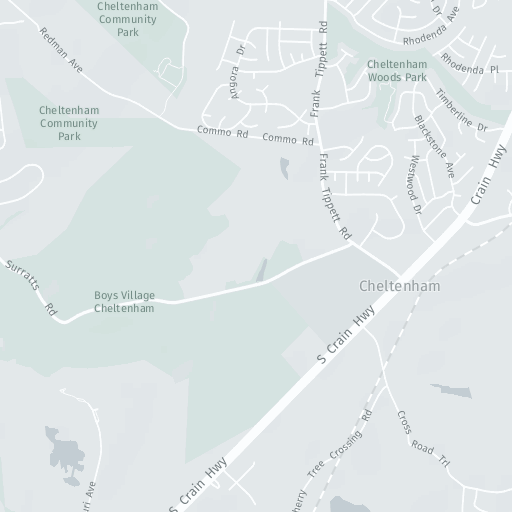 Cheltenham
Community
Park
Redman Ave
Angora Dr
Frank Tippett Rd
Dr
Rhodenda Ave
Rhodenda Pl
Cheltenham
Woods Park
Timberline Dr
Blackstone Ave
Westwood Dr
Crain Hwy
Cheltenham
Community
Park
Commo Rd
Commo Rd
Frank Tippett Rd
Surratts Rd
Boys Village
Cheltenham
Cheltenham
S Crain Hwy
Cross Road Trl
Tree Crossing Rd
S Crain Hwy
Ave